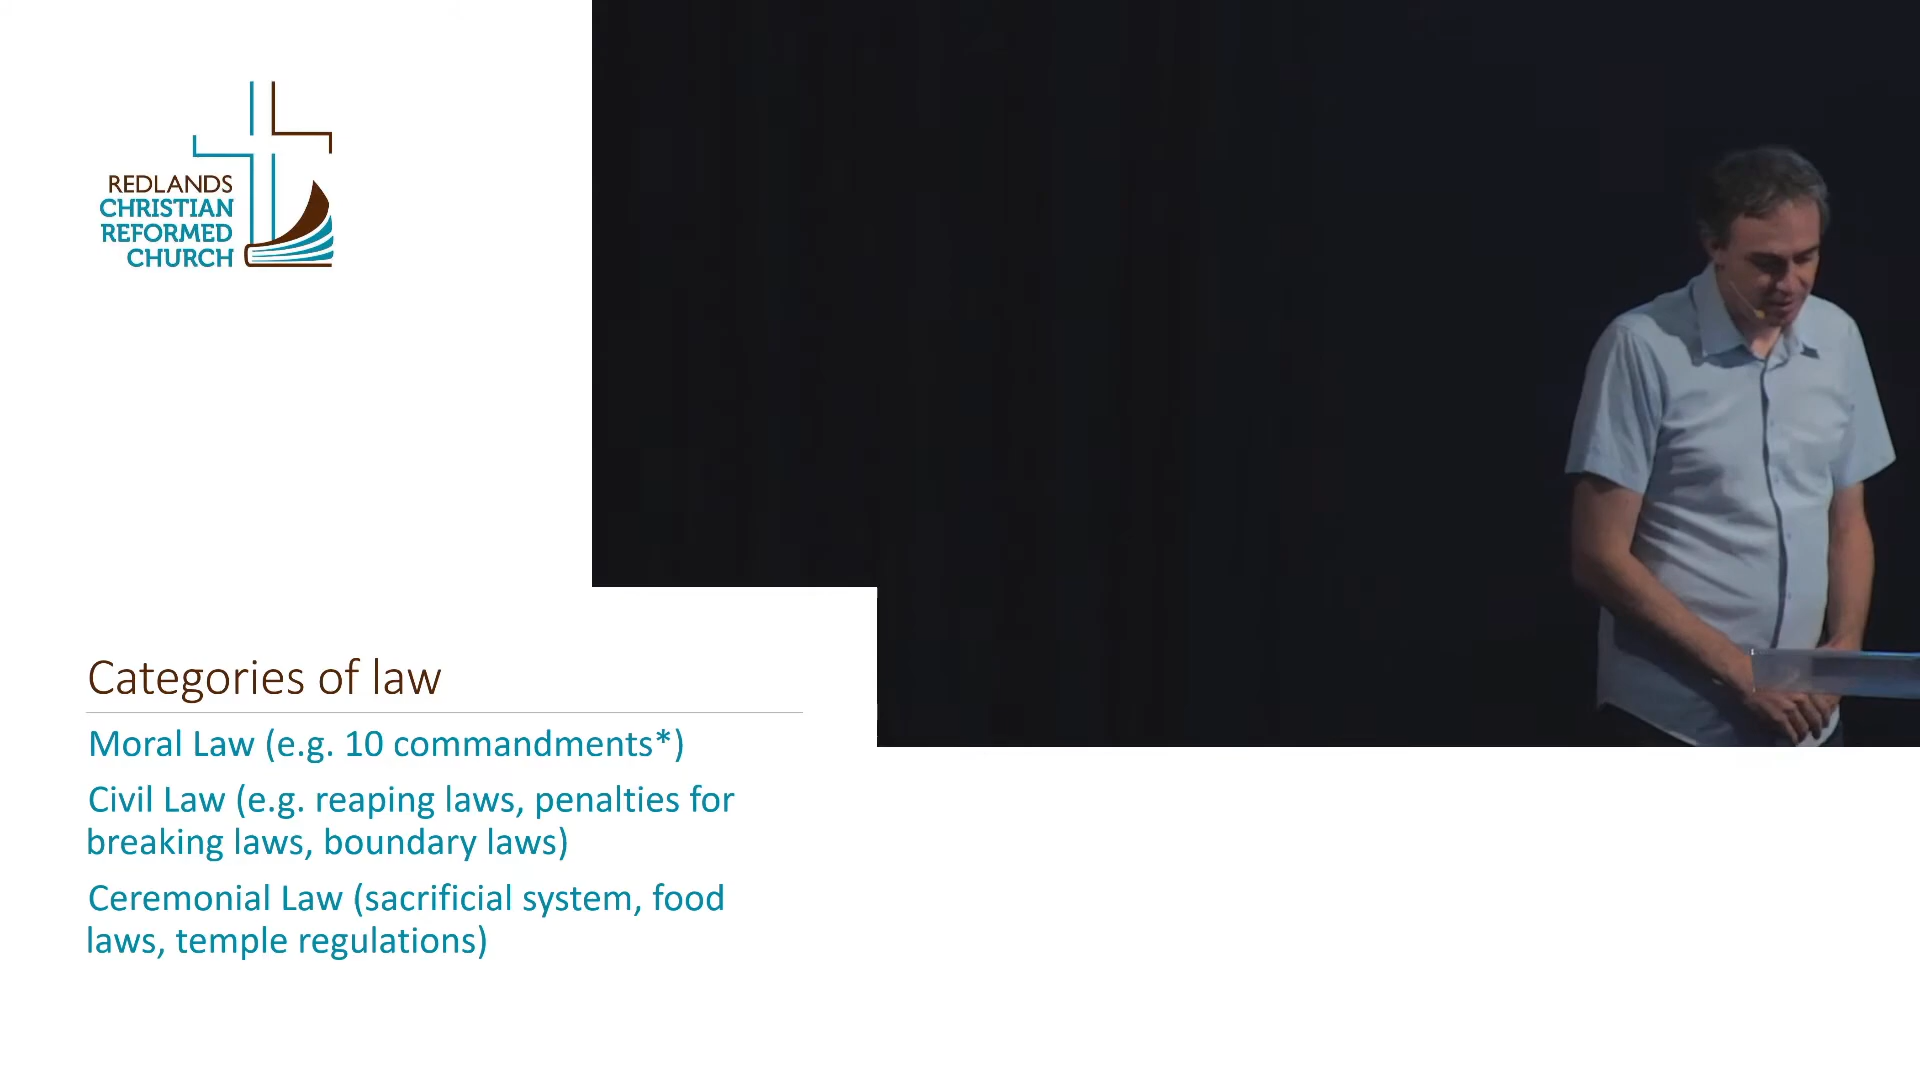 REDLANDS
CHRISTIAN
REFORMED
CHURCH
Categories of law
Moral Law (e.g. 10 commandments*)
Civil Law (e.g. reaping laws, penalties for
breaking laws, boundary laws)
Ceremonial Law (sacrificial system, food
laws, temple regulations)